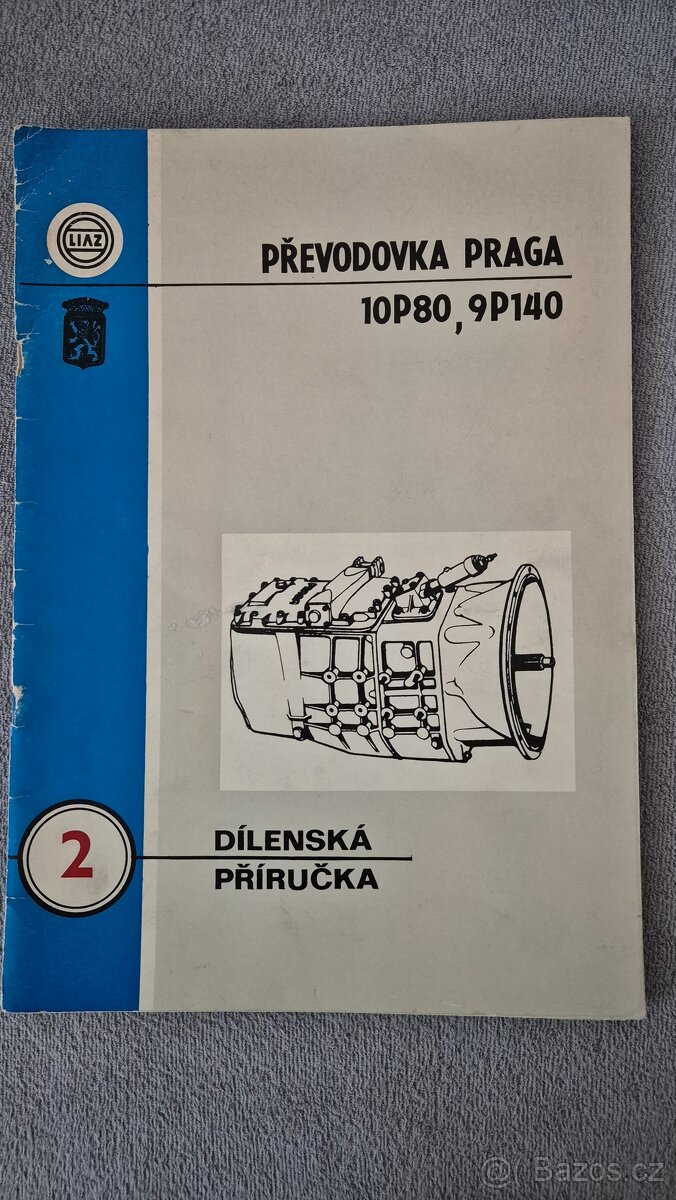 LIAZ
PŘEVODOVKA PRAGA
10P80, 9P140
2
DÍLENSKÁ
PŘÍRUČKA
Bazos.cz